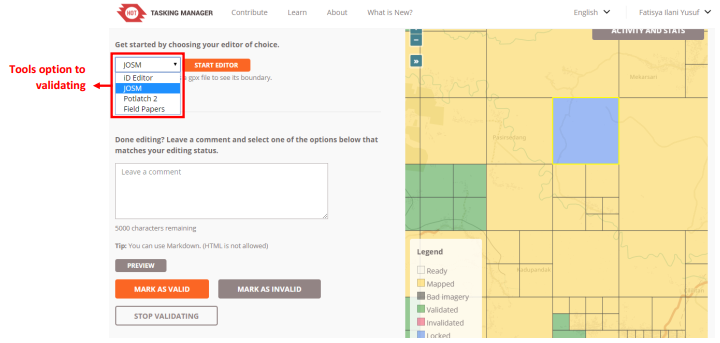 HOT TASKING MANAGER Contribute Learn About What is New? English Fatisya Ilani Yusuf
ACTIVITY AND STATS
Get started by choosing your editor of choice.
Tools option to
validating
JOSM START EDITOR
iD Editor
JOSM
Potlatch 2
Field Papers
gpx file to see its boundary.
Done editing? Leave a comment and select one of the options below that
matches your editing status.
Leave a comment
5000 characters remaining
Tip: You can use Markdown. (HTML is not allowed)
PREVIEW
MARK AS VALID MARK AS INVALID
STOP VALIDATING
Mekarsari
Legend
Ready
Mapped
Bad imagery
Validated
Invalidated
Locked